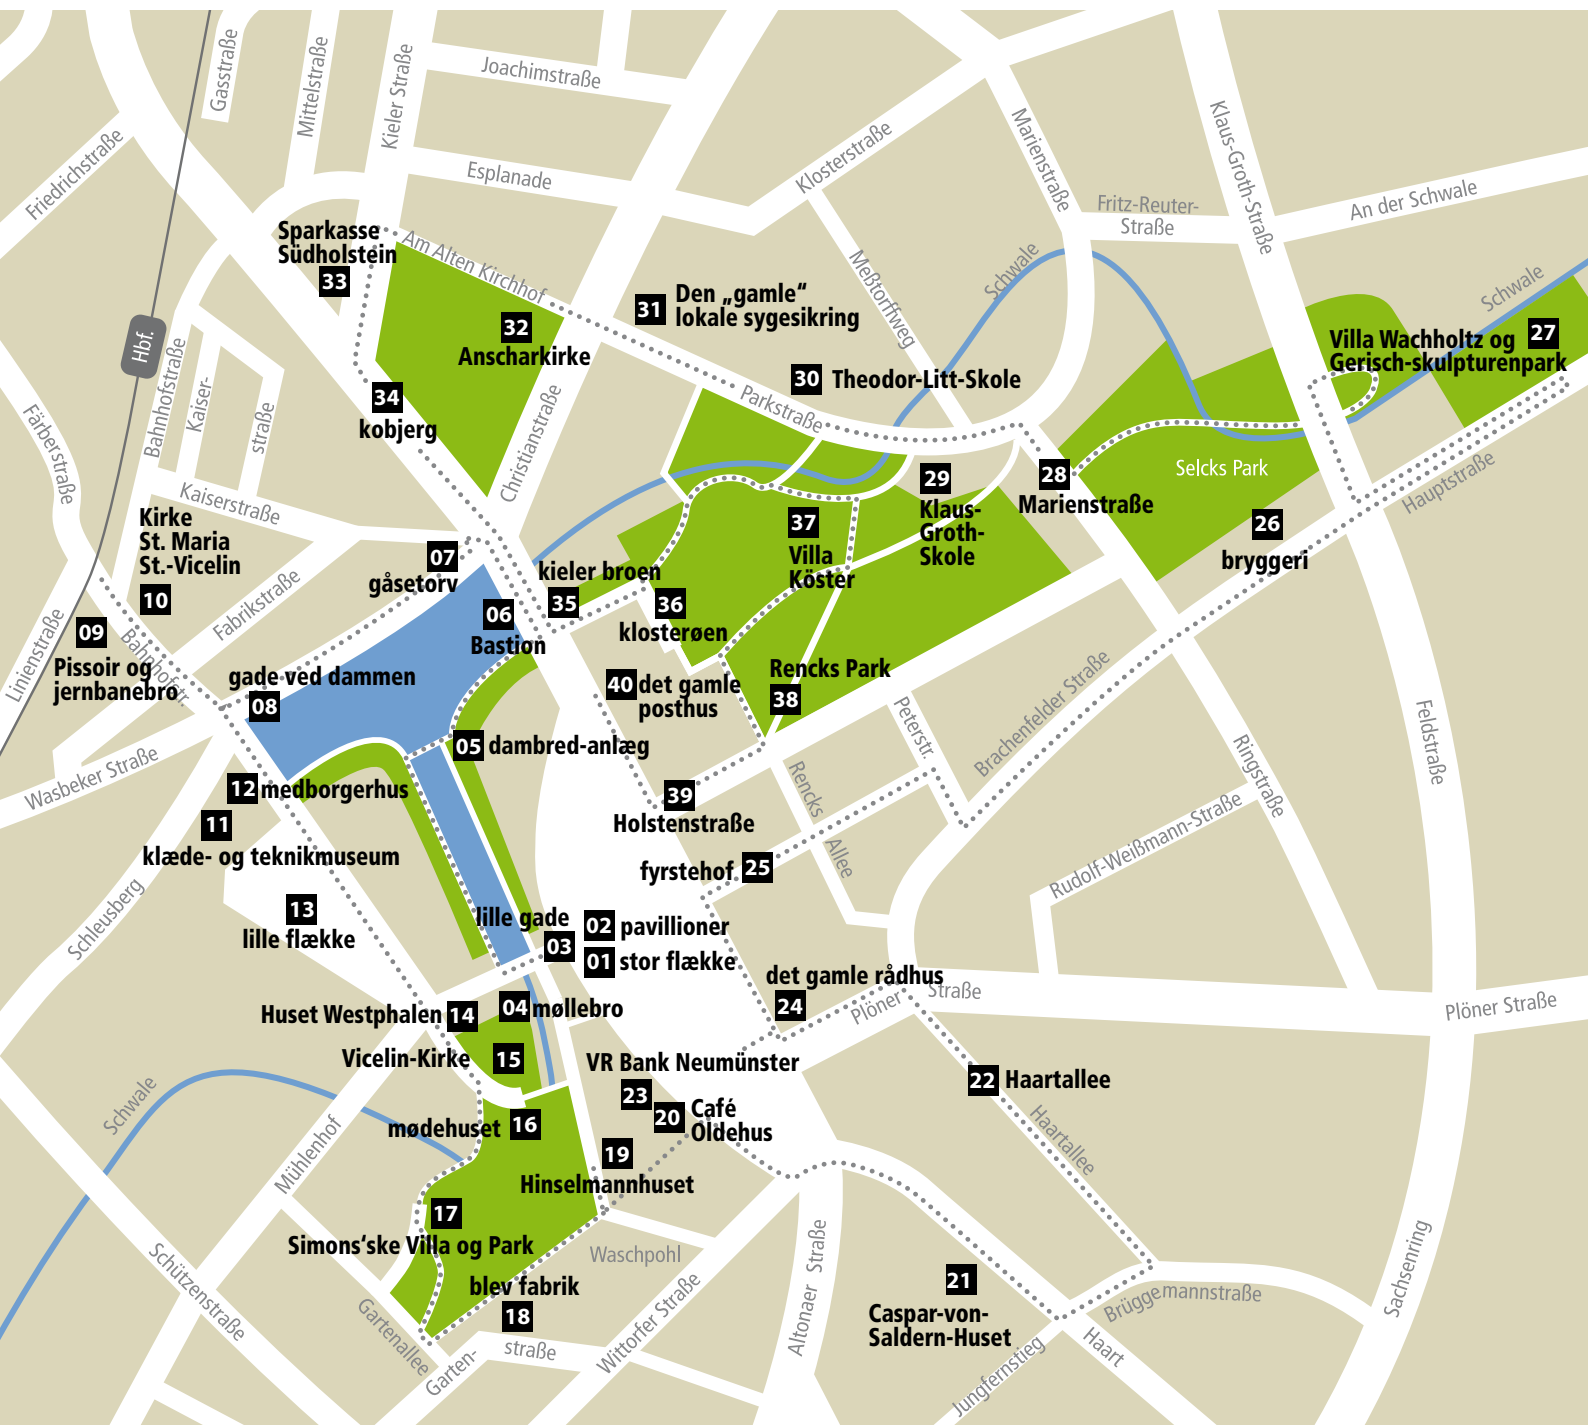 Gasstraße
Mittelstraße
Kieler Straße
Joachimstraße
Friedrichstraße
Esplanade
Klosterstraße
Marienstraße
Klaus-Groth-Straße
Fritz-Reuter-
Straße
An der Schwale
Sparkasse
Südholstein
33
Am Alten Kirchhof
Meßtorffweg
Schwale
Schwale
31
Den „gamle“
lokale sygesikring
32
Anscharkirke
Hbf.
Bahnhofstraße
Kaiser-
straße
34
kobjerg
30 Theodor-Litt-Skole
Parkstraße
Villa Wachholtz og
Gerisch-skulpturenpark
27
Färberstraße
Christianstraße
Kaiserstraße
29
Klaus-
Groth-
Skole
28
Marienstraße
Selcks Park
Hauptstraße
Kirke
St. Maria
St.-Vicelin
10
07
gåsetorv
37
Villa
Köster
26
bryggeri
kieler broen
35
Fabrikstraße
06
Bastion
36
klosterøen
Linienstraße
09
Pissoir og
jernbanebro
Bahnhofstr.
gade ved dammen
08
40 det gamle
posthus
Rencks Park
38
Brachenfelder Straße
Peterstr.
Feldstraße
Ringstraße
05 dambred-anlæg
Wasbeker Straße
12 medborgerhus
11
klæde- og teknikmuseum
39
Holstenstraße
Rencks
Allee
Rudolf-Weißmann-Straße
fyrstehof 25
Schleusberg
13
lille flække
lille gade
03
02 pavillioner
01 stor flække
det gamle rådhus
24
Plöner
Straße
Plöner Straße
Huset Westphalen 14
04 møllebro
Vicelin-Kirke 15
VR Bank Neumünster
23
20 Café
Oldehus
22 Haartallee
Haartallee
Schwale
Mühlenhof
mødehuset 16
19
Hinselmannhuset
17
Simons‘ske Villa og Park
Waschpohl
blev fabrik
18
Schützenstraße
Gartenallee
Garten-
straße
Wittorfer Straße
Altonaer Straße
21
Caspar-von-
Saldern-Huset
Brüggemannstraße
Sachsenring
Jungfernstieg
Haart